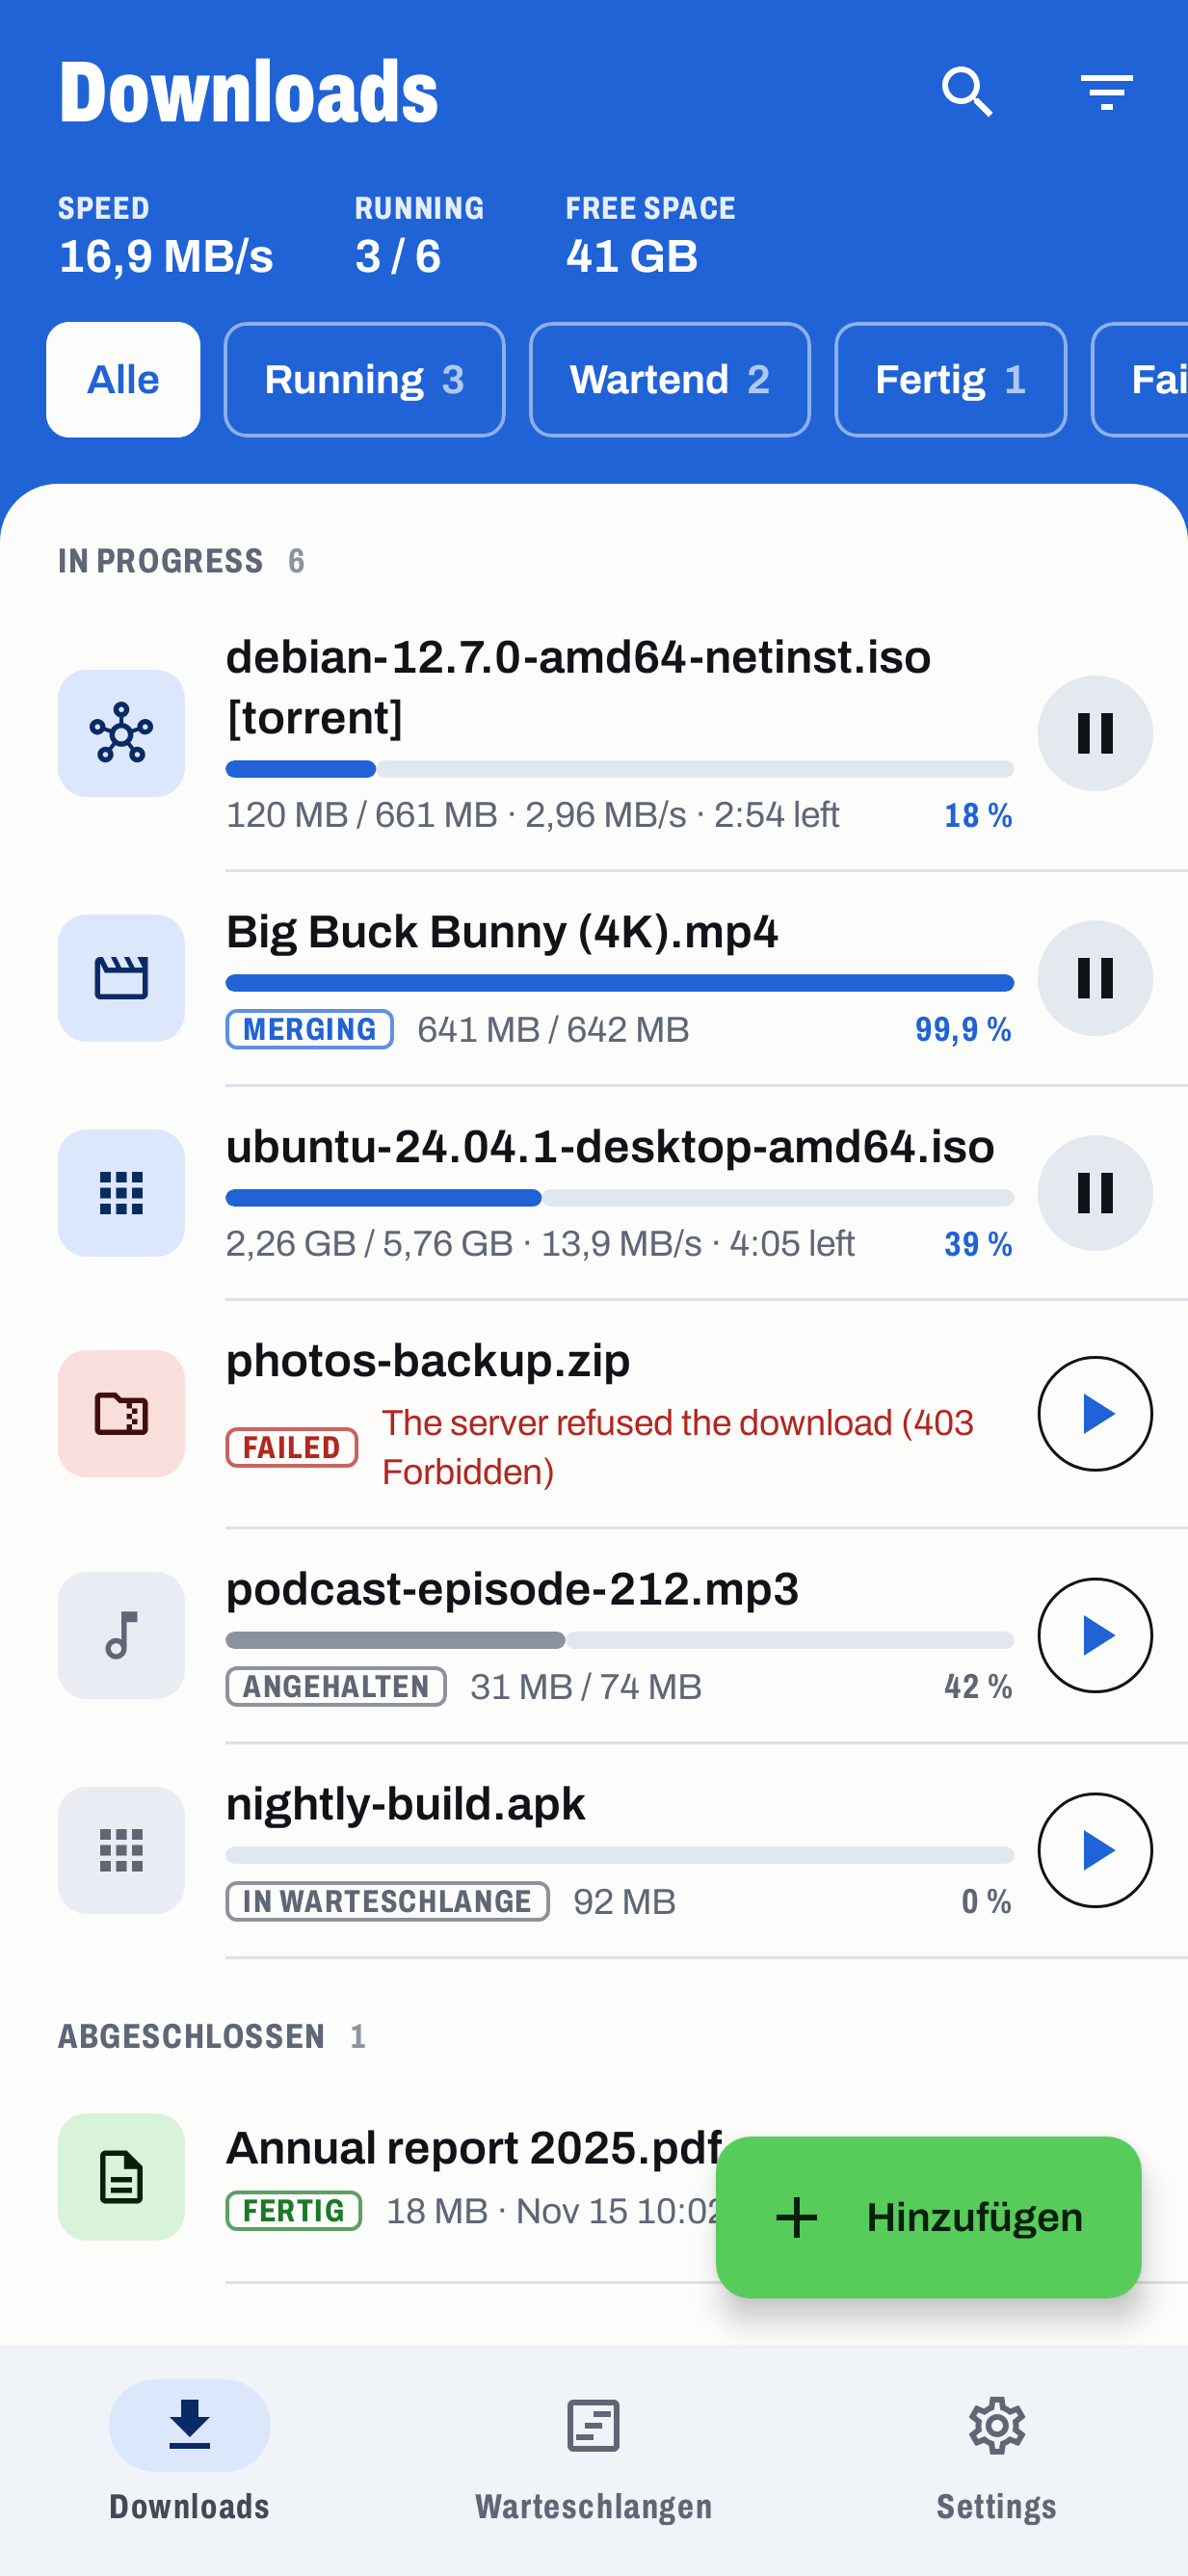 Downloads
SPEED
16,9 MB/s
RUNNING
3 / 6
FREE SPACE
41 GB
Alle
Running 3
Wartend 2
Fertig 1
Fai
IN PROGRESS 6
debian-12.7.0-amd64-netinst.iso
[torrent]
120 MB / 661 MB · 2,96 MB/s · 2:54 left 18 %
Big Buck Bunny (4K).mp4
MERGING 641 MB / 642 MB 99,9 %
ubuntu-24.04.1-desktop-amd64.iso
2,26 GB / 5,76 GB · 13,9 MB/s · 4:05 left 39 %
photos-backup.zip
FAILED The server refused the download (403
Forbidden)
podcast-episode-212.mp3
ANGEHALTEN 31 MB / 74 MB 42 %
nightly-build.apk
IN WARTESCHLANGE 92 MB 0 %
ABGESCHLOSSEN 1
Annual report 2025.pdf
FERTIG 18 MB · Nov 15 10:02
Hinzufügen
Downloads
Warteschlangen
Settings